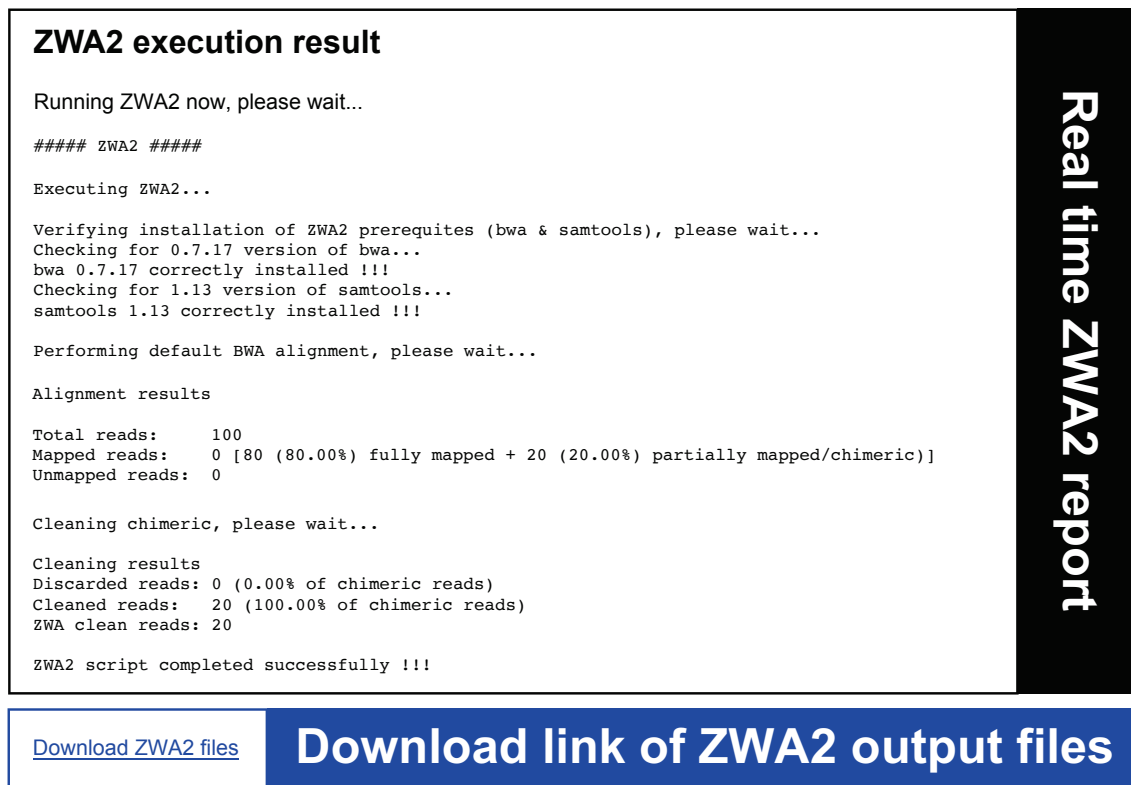 ZWA2 execution result
Running ZWA2 now, please wait...
##### ZWA2 #####
Executing ZWA2...
Verifying installation of ZWA2 prerequites (bwa & samtools), please wait...
Checking for 0.7.17 version of bwa...
bwa 0.7.17 correctly installed !!!
Checking for 1.13 version of samtools...
samtools 1.13 correctly installed !!!
Performing default BWA alignment, please wait...
Alignment results
Total reads: 100
Mapped reads: 0 [80 (80.00%) fully mapped + 20 (20.00%) partially mapped/chimeric)]
Unmapped reads: 0
Cleaning chimeric, please wait...
Cleaning results
Discarded reads: 0 (0.00% of chimeric reads)
Cleaned reads: 20 (100.00% of chimeric reads)
ZWA clean reads: 20
ZWA2 script completed successfully !!!
Real time ZWA2 report
Download ZWA2 files
Download link of ZWA2 output files